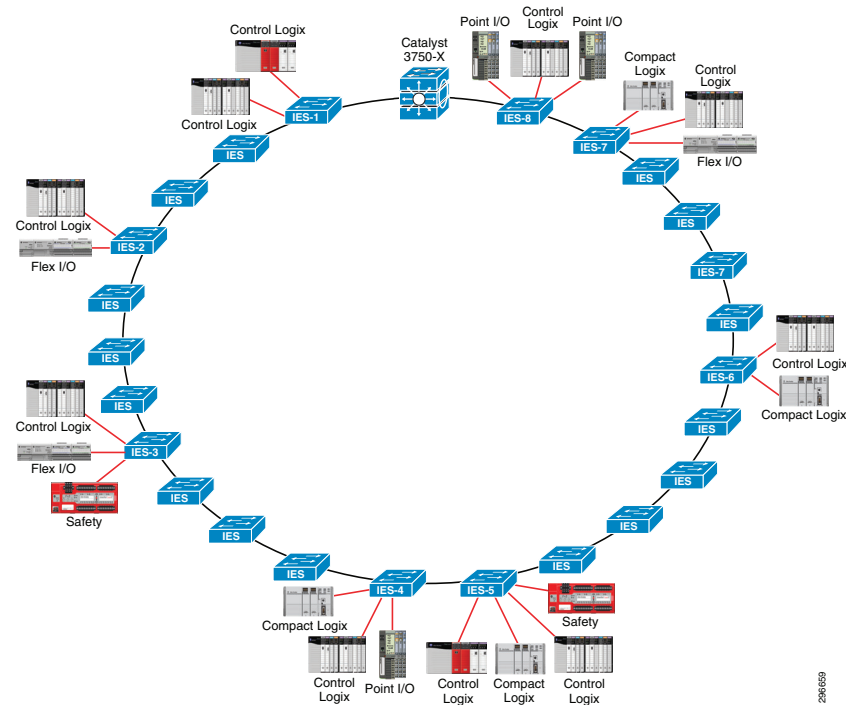 Control Logix
Catalyst
3750-X
Point I/O
Control
Logix
Point I/O
Compact
Logix
Control
Logix
Control Logix
IES-1
IES-8
IES-7
Flex I/O
IES
IES
IES
IES
Control Logix
IES-2
Flex I/O
IES-7
IES
IES
IES
IES-6
Control Logix
Compact Logix
IES
Control Logix
IES
IES-3
Flex I/O
Safety
IES
IES
IES
IES
IES
IES
IES-4
IES-5
Compact Logix
Safety
Control
Logix
Point I/O
Control
Logix
Compact
Logix
Control
Logix
296659